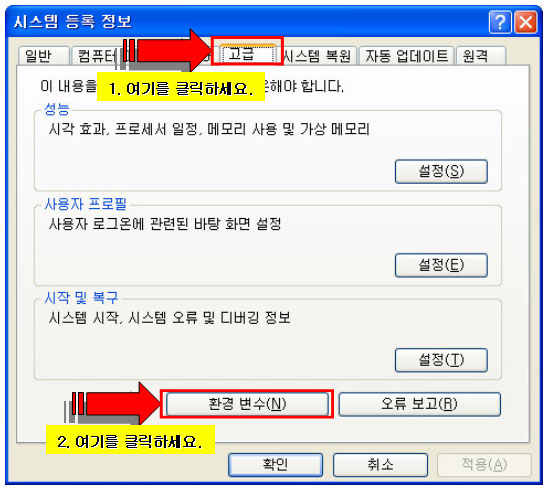 시스템 등록 정보
일반 컴퓨터 고급 시스템 복원 자동 업데이트 원격
이 내용을 해야 합니다.
1. 여기를 클릭하세요.
성능
시각 효과, 프로세서 일정, 메모리 사용 및 가상 메모리
설정(S)
사용자 프로필
사용자 로그온에 관련된 바탕 화면 설정
설정(E)
시작 및 복구
시스템 시작, 시스템 오류 및 디버깅 정보
설정(T)
환경 변수(N) 오류 보고(R)
2. 여기를 클릭하세요.
확인 취소 적용(A)